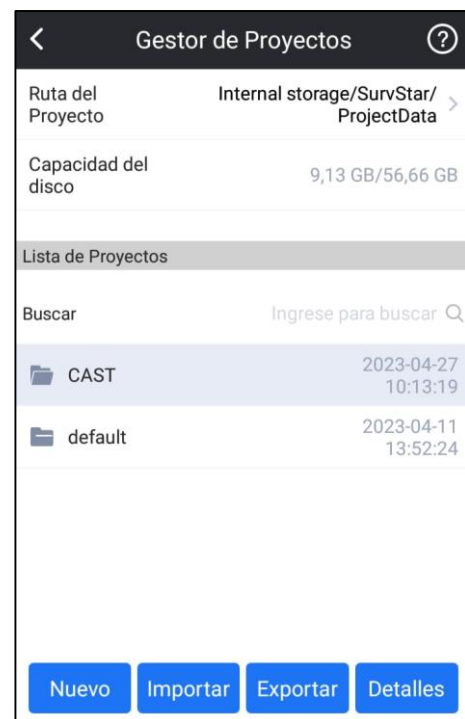 Gestor de Proyectos
Ruta del Proyecto
Internal storage/SurvStar/
ProjectData
Capacidad del disco
9,13 GB/56,66 GB
Lista de Proyectos
Buscar
Ingrese para buscar
CAST
2023-04-27
10:13:19
default
2023-04-11
13:52:24
Nuevo
Importar
Exportar
Detalles